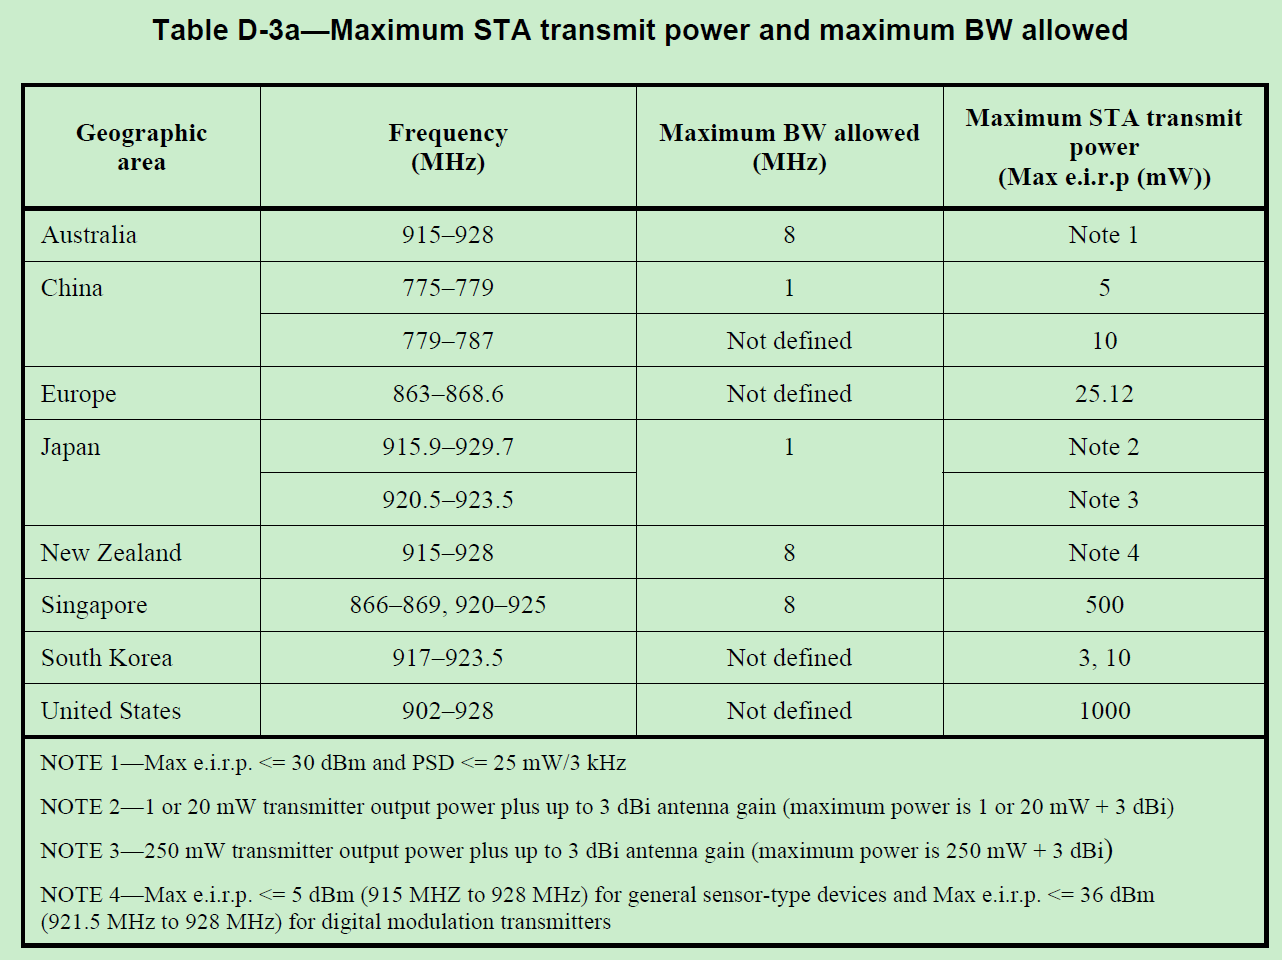 Table D-3a—Maximum STA transmit power and maximum BW allowed
Geographic
area
Frequency
(MHz)
Maximum BW allowed
(MHz)
Maximum STA transmit
power
(Max e.i.r.p (mW))
Australia 915–928 8 Note 1
China 775–779 1 5
779–787 Not defined 10
Europe 863–868.6 Not defined 25.12
Japan 915.9–929.7 1 Note 2
920.5–923.5 Note 3
New Zealand 915–928 8 Note 4
Singapore 866–869, 920–925 8 500
South Korea 917–923.5 Not defined 3, 10
United States 902–928 Not defined 1000
NOTE 1—Max e.i.r.p. <= 30 dBm and PSD <= 25 mW/3 kHz
NOTE 2—1 or 20 mW transmitter output power plus up to 3 dBi antenna gain (maximum power is 1 or 20 mW + 3 dBi)
NOTE 3—250 mW transmitter output power plus up to 3 dBi antenna gain (maximum power is 250 mW + 3 dBi)
NOTE 4—Max e.i.r.p. <= 5 dBm (915 MHZ to 928 MHz) for general sensor-type devices and Max e.i.r.p. <= 36 dBm
(921.5 MHz to 928 MHz) for digital modulation transmitters